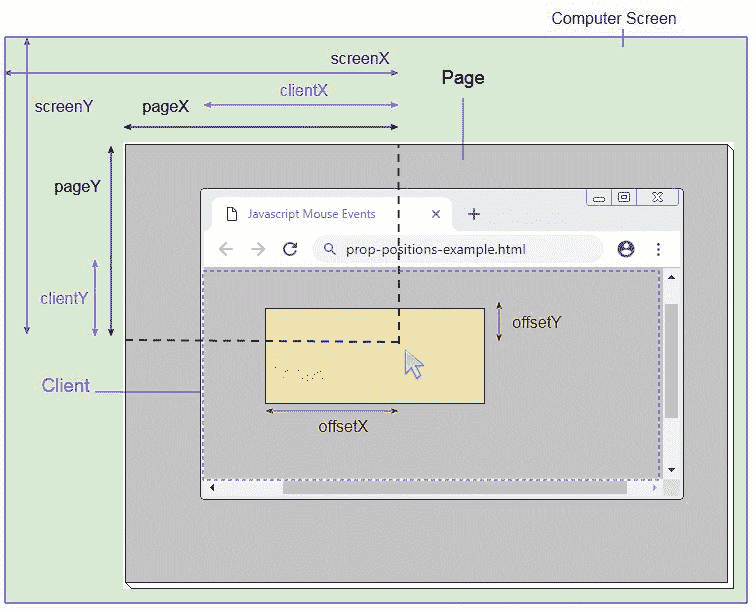 Computer Screen
screenX
Page
clientX
screenY
pageX
pageY
Javascript Mouse Events
prop-positions-example.html
clientY
offsetY
Client
offsetX